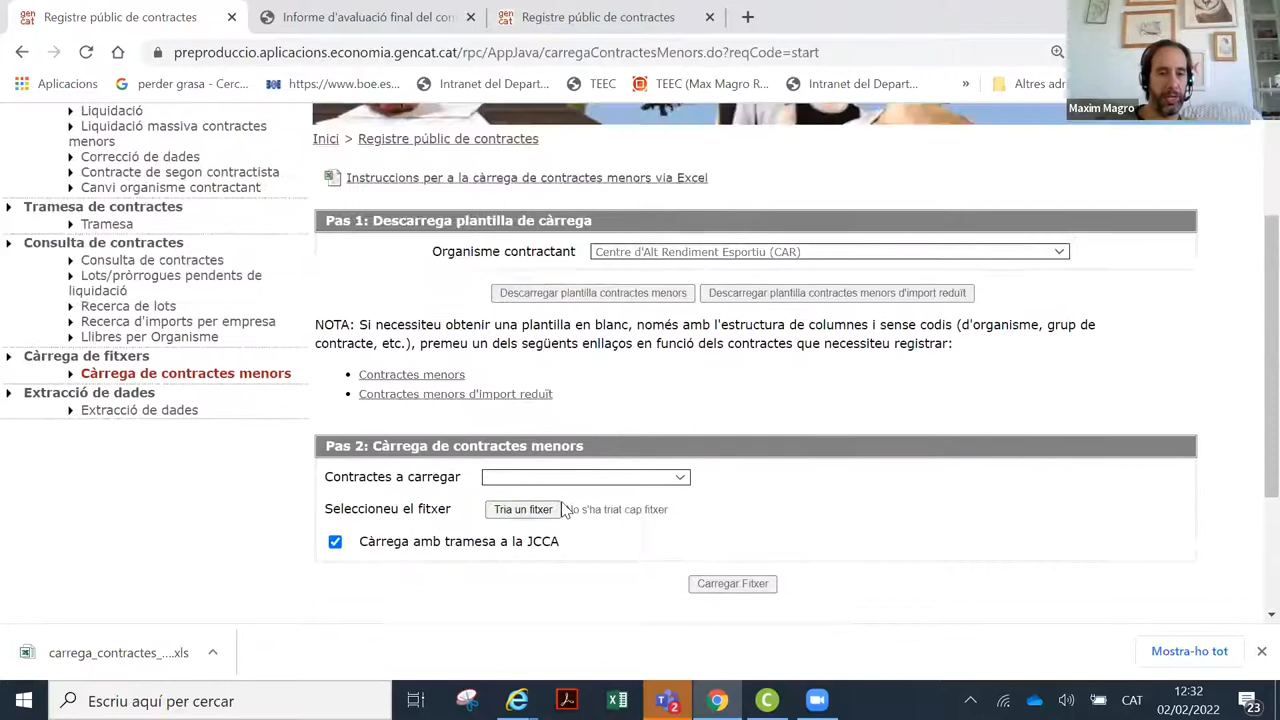 Registre públic de contractes
Informe d'avaluació final del con
Registre públic de contractes
preproduccio.aplicacions.economia.gencat.cat/rpc/AppJava/carregaContractesMenors.do?reqCode=start
Aplicacions
perder grasa - Cerc...
https://www.boe.es...
Intranet del Depart...
TEEC
TEEC (Max Magro R...
Intranet del Depart...
»
Altres adr
Maxim Magro
Liquidació
Liquidació massiva contractes
menors
Correcció de dades
Contracte de segon contractista
Canvi organisme contractant
Tramesa de contractes
Tramesa
Consulta de contractes
Consulta de contractes
Lots/pròrrogues pendents de
liquidació
Recerca de lots
Recerca d'imports per empresa
Llibres per Organisme
Càrrega de fitxers
Càrrega de contractes menors
Extracció de dades
Extracció de dades
Inici > Registre públic de contractes
Instruccions per a la càrrega de contractes menors via Excel
Pas 1: Descarrega plantilla de càrrega
Organisme contractant Centre d'Alt Rendiment Esportiu (CAR)
Descarregar plantilla contractes menors Descarregar plantilla contractes menors d'import reduït
NOTA: Si necessiteu obtenir una plantilla en blanc, només amb l'estructura de columnes i sense codis (d'organisme, grup de
contracte, etc.), premeu un dels següents enllaços en funció dels contractes que necessiteu registrar:
Contractes menors
Contractes menors d'import reduït
Pas 2: Càrrega de contractes menors
Contractes a carregar
Seleccioneu el fitxer Tria un fitxer No s'ha triat cap fitxer
Càrrega amb tramesa a la JCCA
Carregar Fitxer
carrega_contractes_....xls
Mostra-ho tot
Escriu aquí per cercar
CAT
12:32
02/02/2022
23